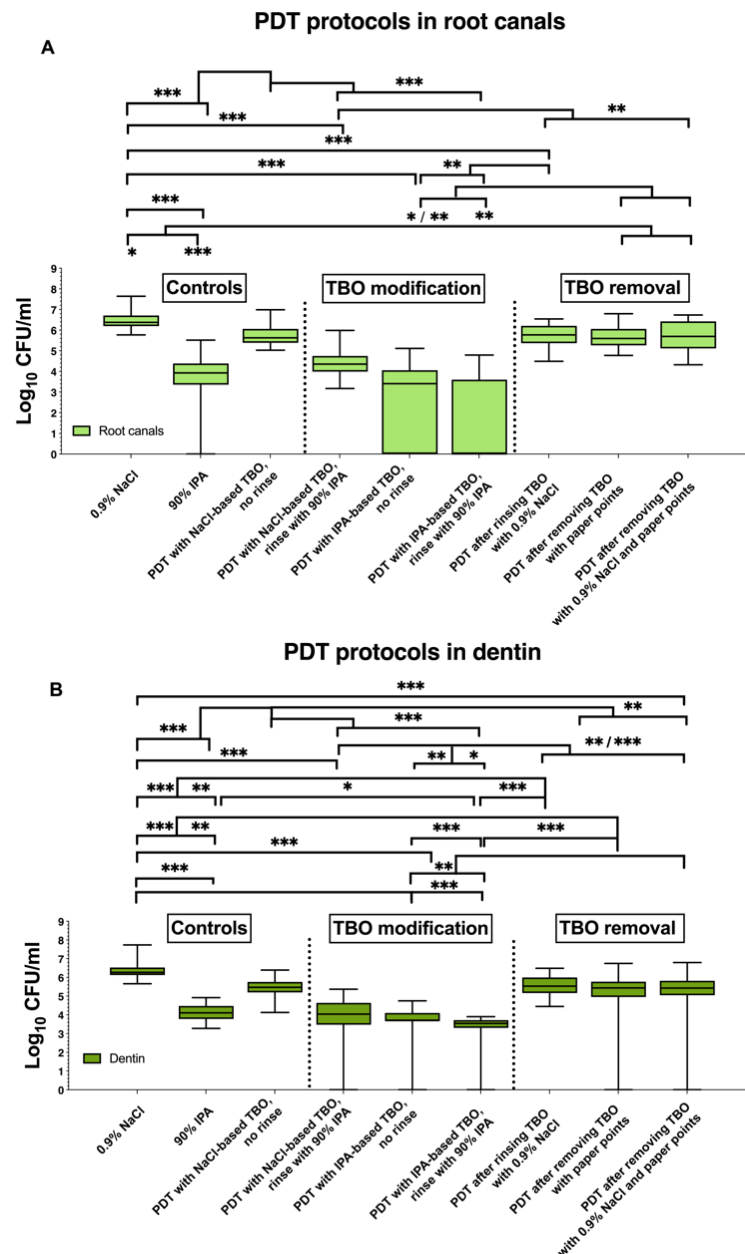 PDT protocols in root canals
A
***
***
**
***
***
***
**
***
* / **
**
*
***
Controls
TBO modification
TBO removal
Log10 CFU/ml
9
8
7
6
5
4
3
2
1
0
Root canals
0.9% NaCl
90% IPA
PDT with NaCl-based TBO,
no rinse
PDT with NaCl-based TBO,
rinse with 90% IPA
PDT with IPA-based TBO,
no rinse
PDT with IPA-based TBO,
rinse with 90% IPA
PDT after rinsing TBO
with 0.9% NaCl
PDT after removing TBO
with paper points
PDT after removing TBO
with 0.9% NaCl and paper points
PDT protocols in dentin
B
***
**
***
***
** / ***
***
**
*
***
**
*
***
***
**
***
***
***
**
***
***
Controls
TBO modification
TBO removal
Log10 CFU/ml
9
8
7
6
5
4
3
2
1
0
Dentin
0.9% NaCl
90% IPA
PDT with NaCl-based TBO,
no rinse
PDT with NaCl-based TBO,
rinse with 90% IPA
PDT with IPA-based TBO,
no rinse
PDT with IPA-based TBO,
rinse with 90% IPA
PDT after rinsing TBO
with 0.9% NaCl
PDT after removing TBO
with paper points
PDT after removing TBO
with 0.9% NaCl and paper points